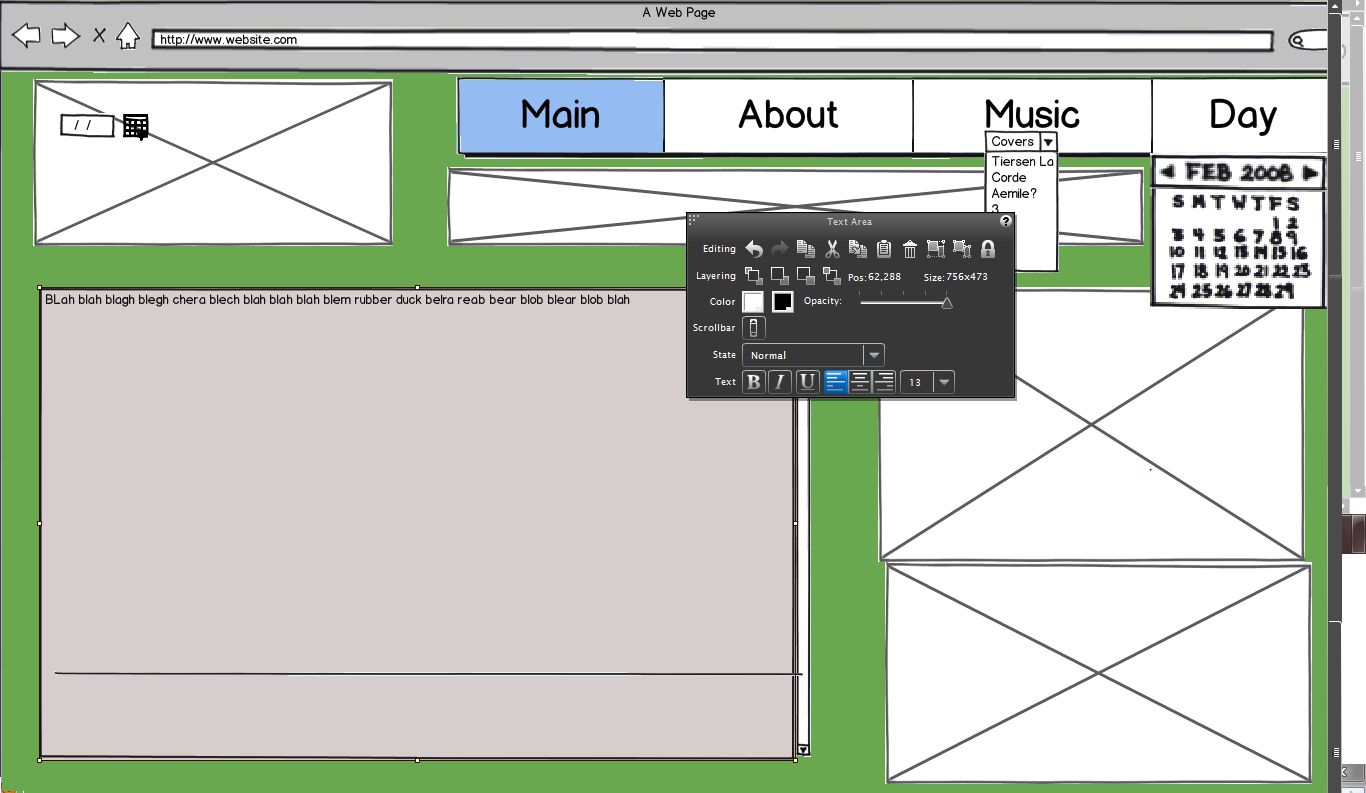 A Web Page
http://www.website.com
/ /
Main About Music Day
Covers
Tiersen La
Corde
Aemile?
3
FEB 2008
S M T W T F S
1 2
3 4 5 6 7 8 9
10 11 12 13 14 15 16
17 18 19 20 21 22 23
24 25 26 27 28 29
Text Area ?
Editing
Layering Pos:62,288 Size:756x473
Color Opacity:
Scrollbar
State Normal
Text B I U 13
BLah blah blagh blegh chera blech blah blah blah blem rubber duck belra reab bear blob blear blob blah